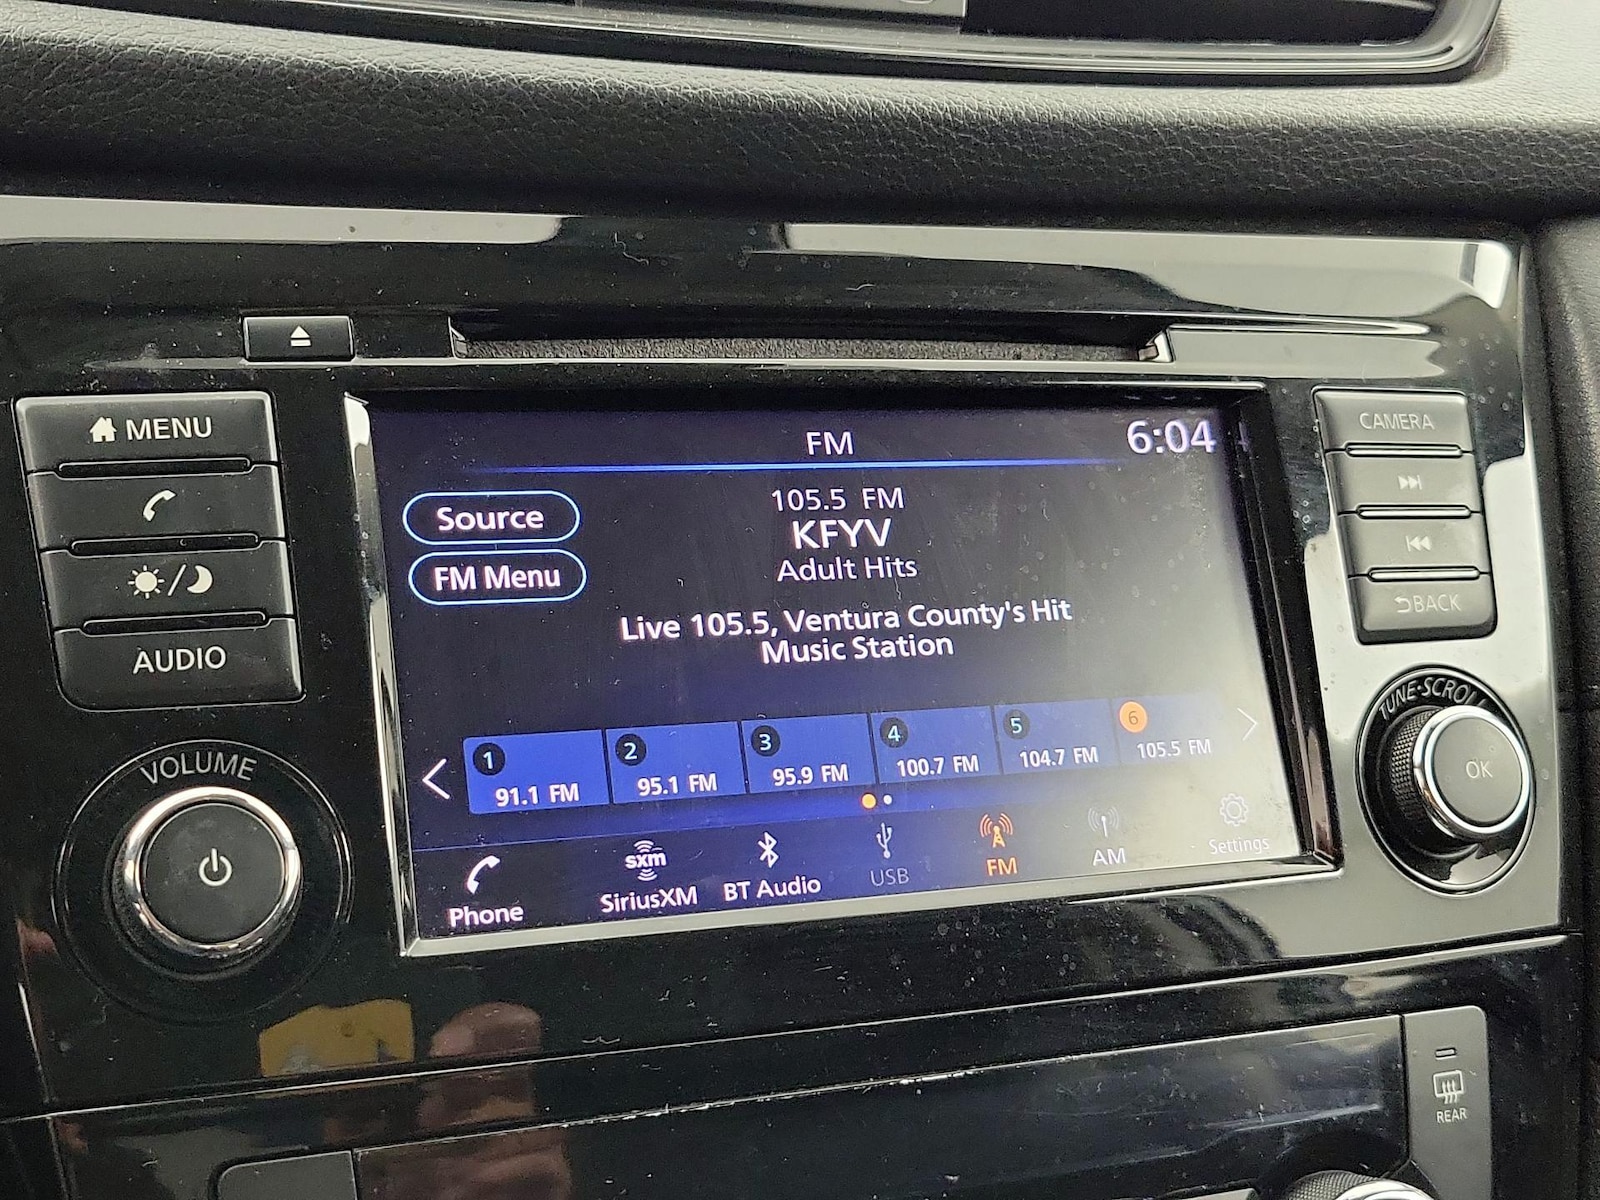 MENU
AUDIO
VOLUME
FM
6:04
Source
FM Menu
105.5 FM
KFYV
Adult Hits
Live 105.5, Ventura County's Hit
Music Station
1
91.1 FM
2
95.1 FM
3
95.9 FM
4
100.7 FM
5
104.7 FM
6
105.5 FM
Phone
sxm
SiriusXM
BT Audio
USB
FM
AM
Settings
CAMERA
BACK
TUNE·SCROLL
OK
REAR